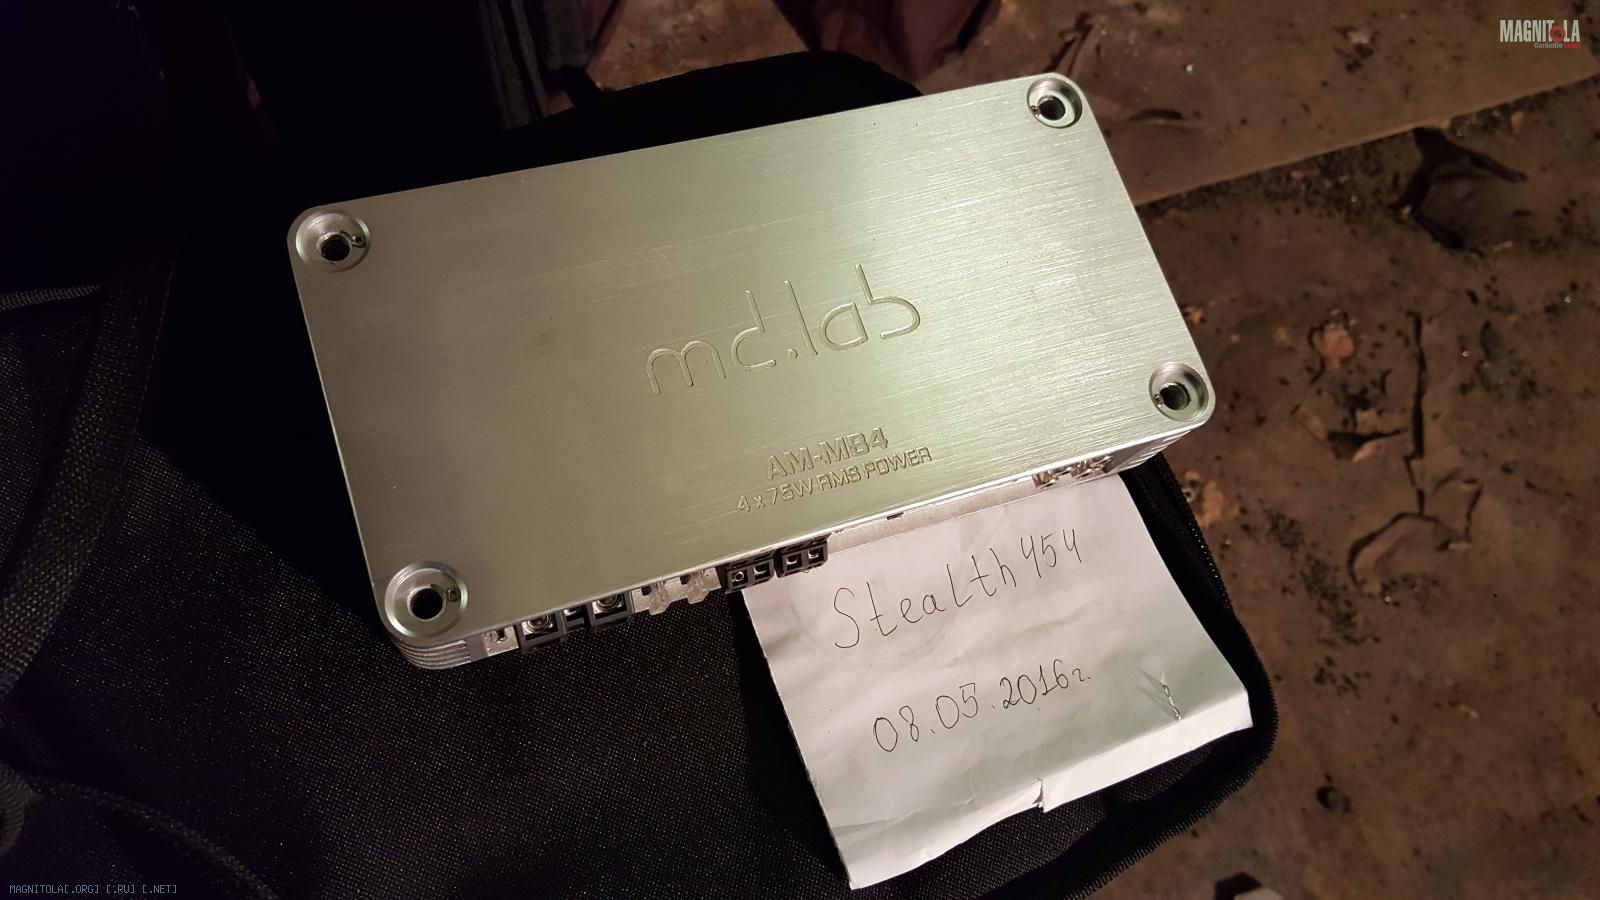 MAGNITOLA
CarAudio Forum
md.lab
AM-MB4
4 x 75W RMS POWER
Stealth454
08.05.2016г.
MAGNITOLA[.ORG] [.RU] [.NET]